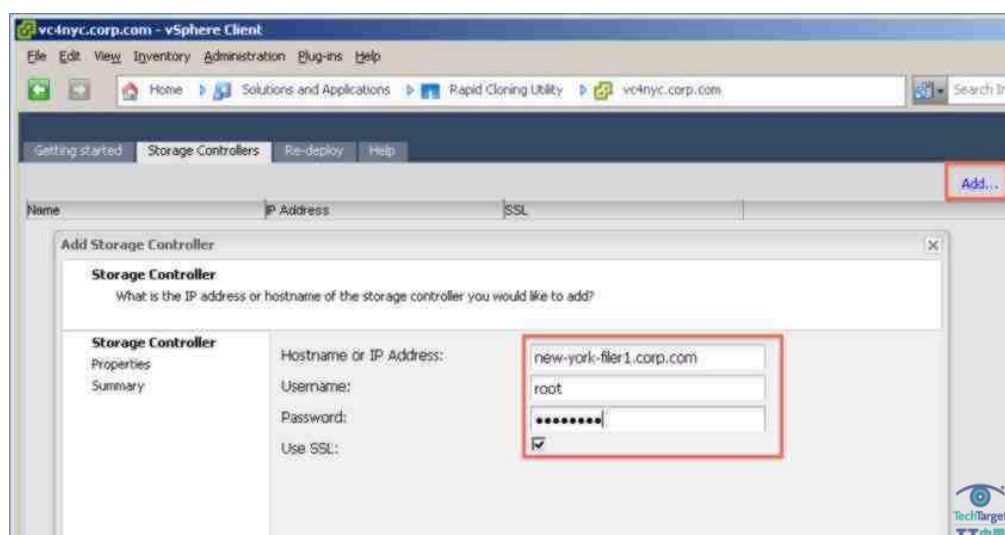 vc4nyc.corp.com - vSphere Client
File Edit View Inventory Administration Plug-ins Help
Home Solutions and Applications Rapid Cloning Utility vc4nyc.corp.com Search
Getting started Storage Controllers Re-deploy Help
Add...
Name IP Address SSL
Add Storage Controller
Storage Controller
What is the IP address or hostname of the storage controller you would like to add?
Storage Controller
Properties
Summary
Hostname or IP Address: new-york-filer1.corp.com
Username: root
Password: ●●●●●●●●
Use SSL:
TechTarget